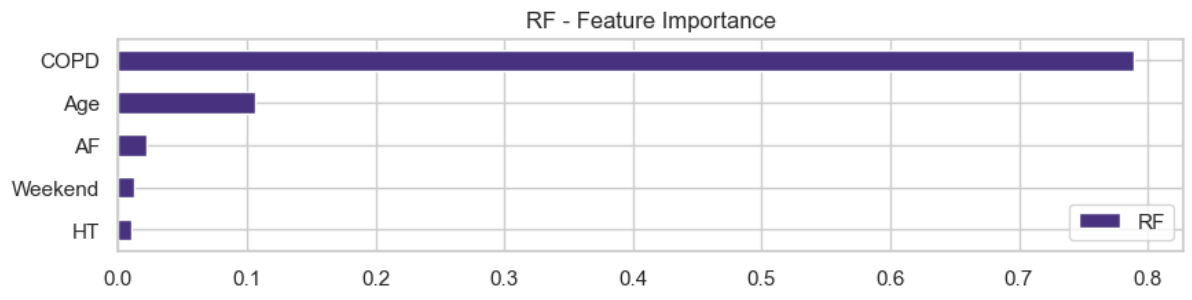 RF - Feature Importance
COPD
Age
AF
Weekend
HT
RF
0.0 0.1 0.2 0.3 0.4 0.5 0.6 0.7 0.8